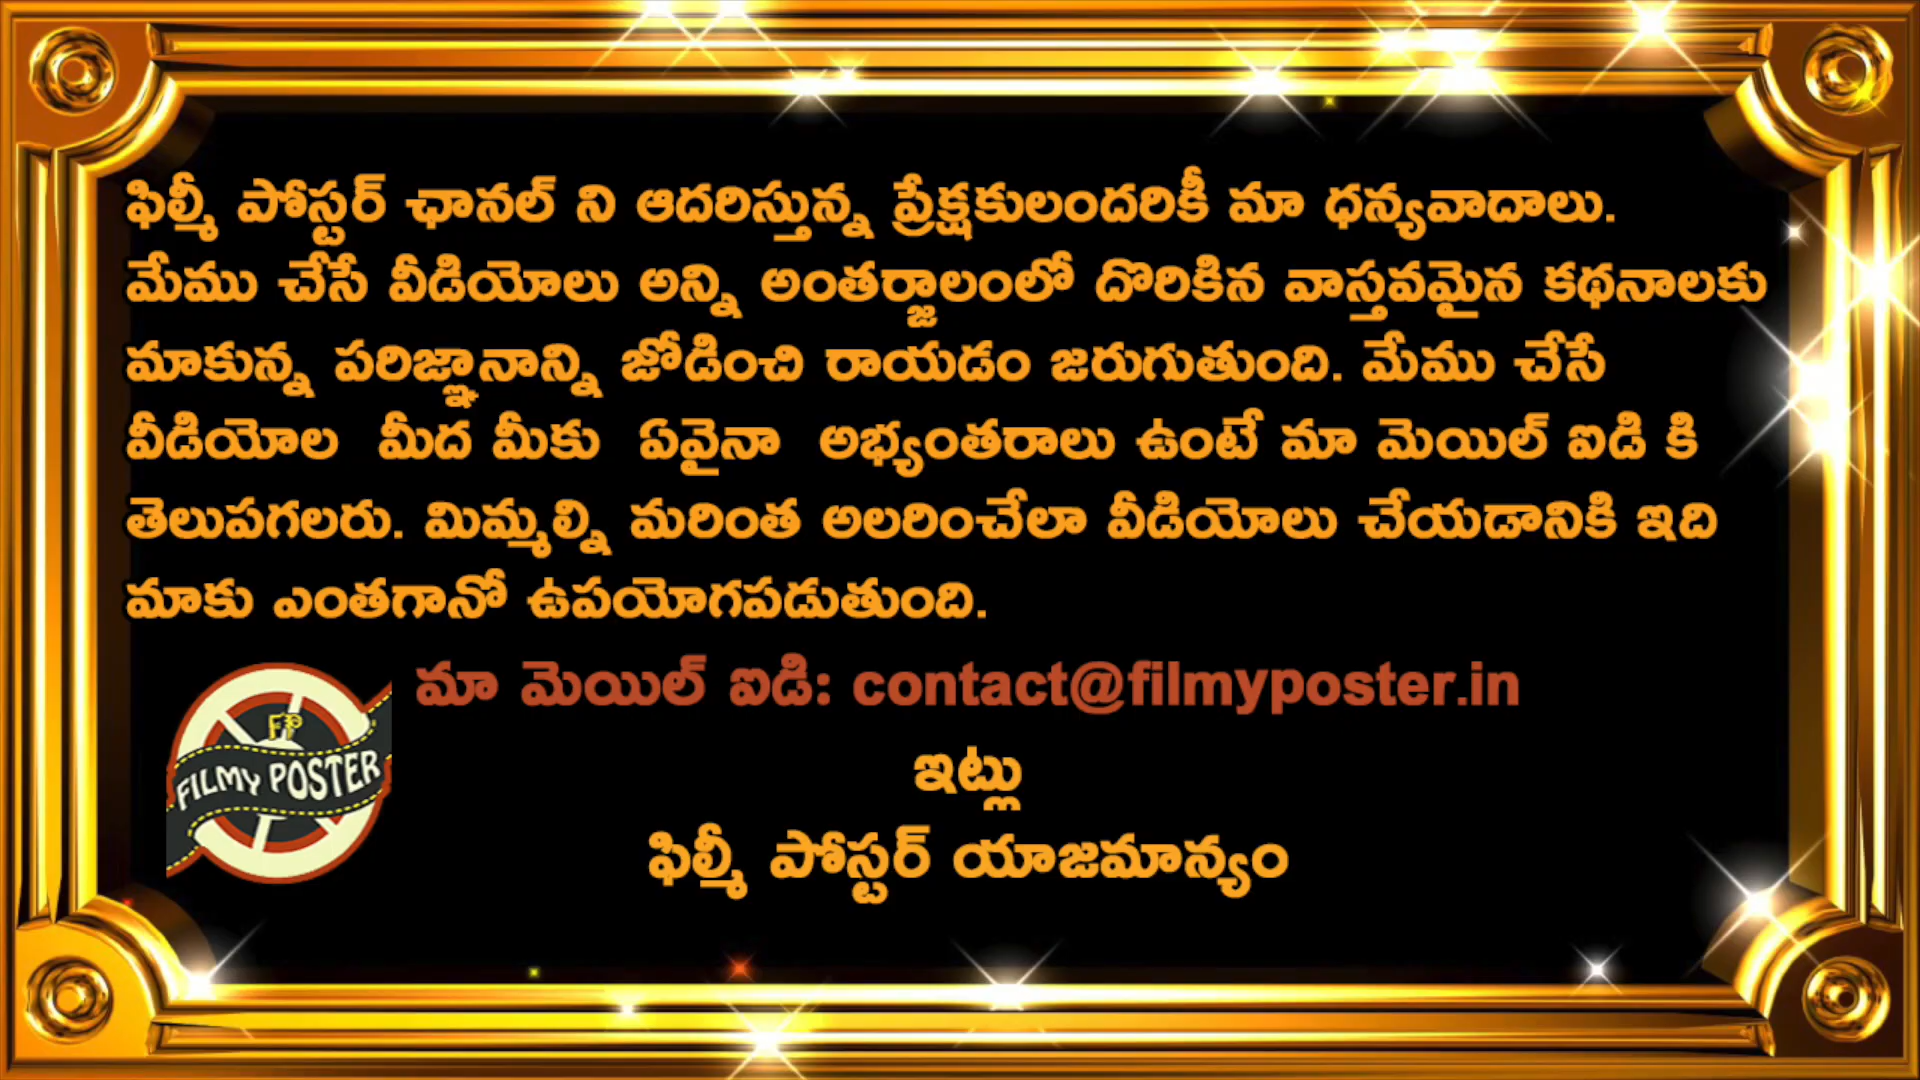 ఫిల్మీ పోస్టర్ ఛానల్ ని ఆదరిస్తున్న ప్రేక్షకులందరికీ మా ధన్యవాదాలు.
మేము చేసే వీడియోలు అన్ని అంతర్జాలంలో దొరికిన వాస్తవమైన కథనాలకు
మాకున్న పరిజ్ఞానాన్ని జోడించి రాయడం జరుగుతుంది. మేము చేసే
వీడియోల మీద మీకు ఏవైనా అభ్యంతరాలు ఉంటే మా మెయిల్ ఐడి కి
తెలుపగలరు. మిమ్మల్ని మరింత అలరించేలా వీడియోలు చేయడానికి ఇది
మాకు ఎంతగానో ఉపయోగపడుతుంది.
మా మెయిల్ ఐడి: contact@filmyposter.in
FP
FILMY POSTER
ఇట్లు
ఫిల్మీ పోస్టర్ యాజమాన్యం